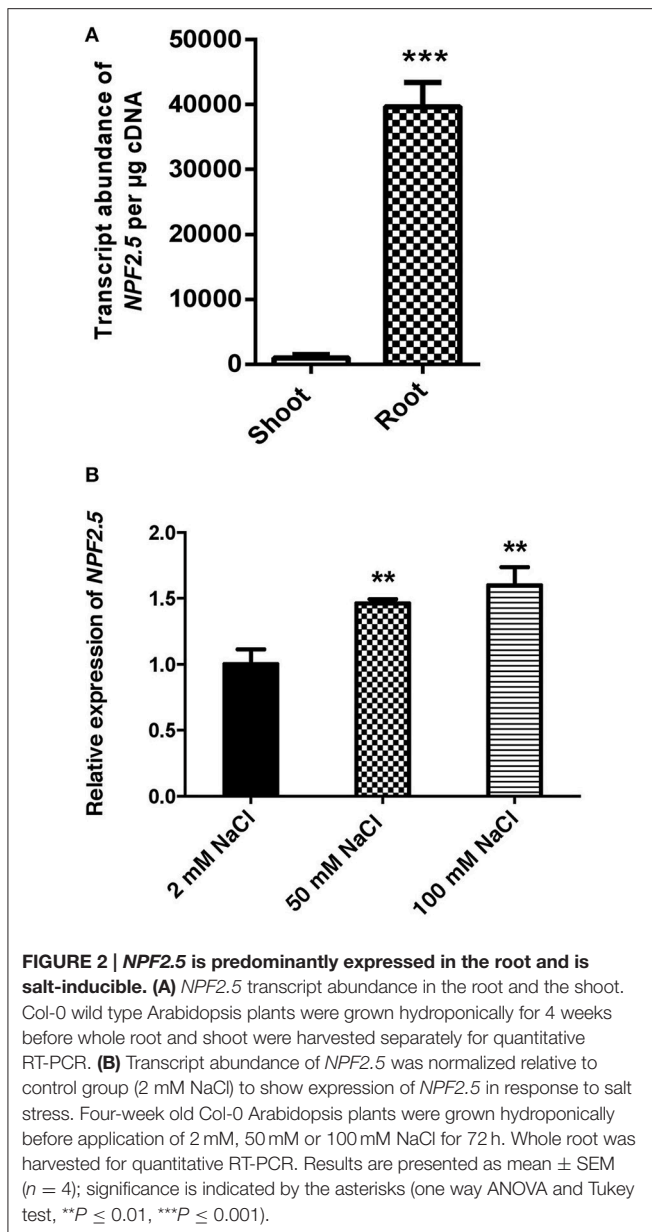 A
Transcript abundance of
NPF2.5 per µg cDNA
50000
40000
30000
20000
10000
0
***
Shoot
Root
B
Relative expression of NPF2.5
2.0
1.5
1.0
0.5
0.0
**
**
2 mM NaCl
50 mM NaCl
100 mM NaCl
FIGURE 2 | NPF2.5 is predominantly expressed in the root and is
salt-inducible. (A) NPF2.5 transcript abundance in the root and the shoot.
Col-0 wild type Arabidopsis plants were grown hydroponically for 4 weeks
before whole root and shoot were harvested separately for quantitative
RT-PCR. (B) Transcript abundance of NPF2.5 was normalized relative to
control group (2 mM NaCl) to show expression of NPF2.5 in response to salt
stress. Four-week old Col-0 Arabidopsis plants were grown hydroponically
before application of 2 mM, 50 mM or 100 mM NaCl for 72 h. Whole root was
harvested for quantitative RT-PCR. Results are presented as mean ± SEM
(n = 4); significance is indicated by the asterisks (one way ANOVA and Tukey
test, **P ≤ 0.01, ***P ≤ 0.001).